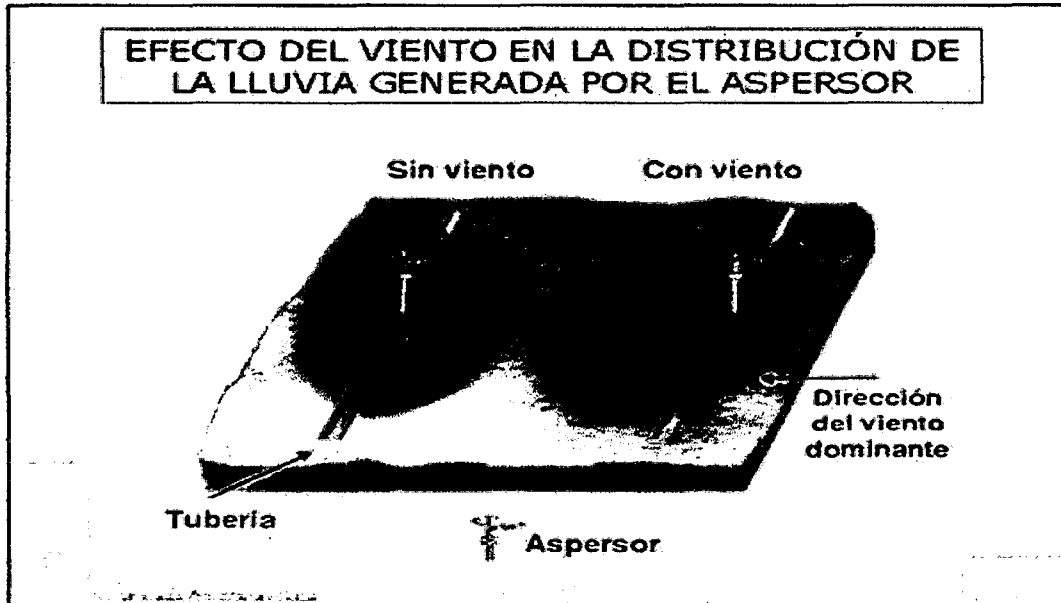 EFECTO DEL VIENTO EN LA DISTRIBUCIÓN DE
LA LLUVIA GENERADA POR EL ASPERSOR
Sin viento
Con viento
Dirección
del viento
dominante
Tubería
Aspersor